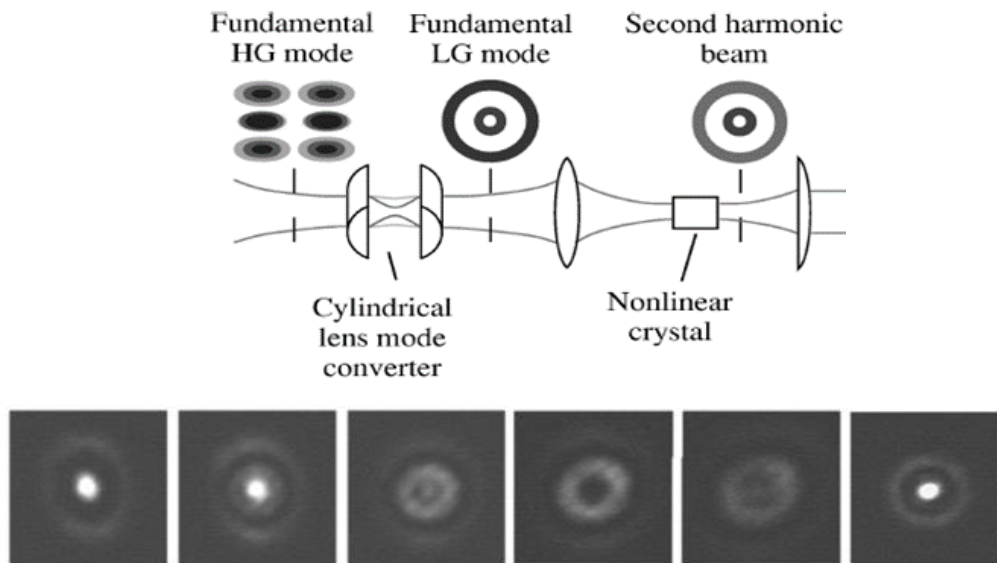 Fundamental
HG mode
Fundamental
LG mode
Second harmonic
beam
Cylindrical
lens mode
converter
Nonlinear
crystal